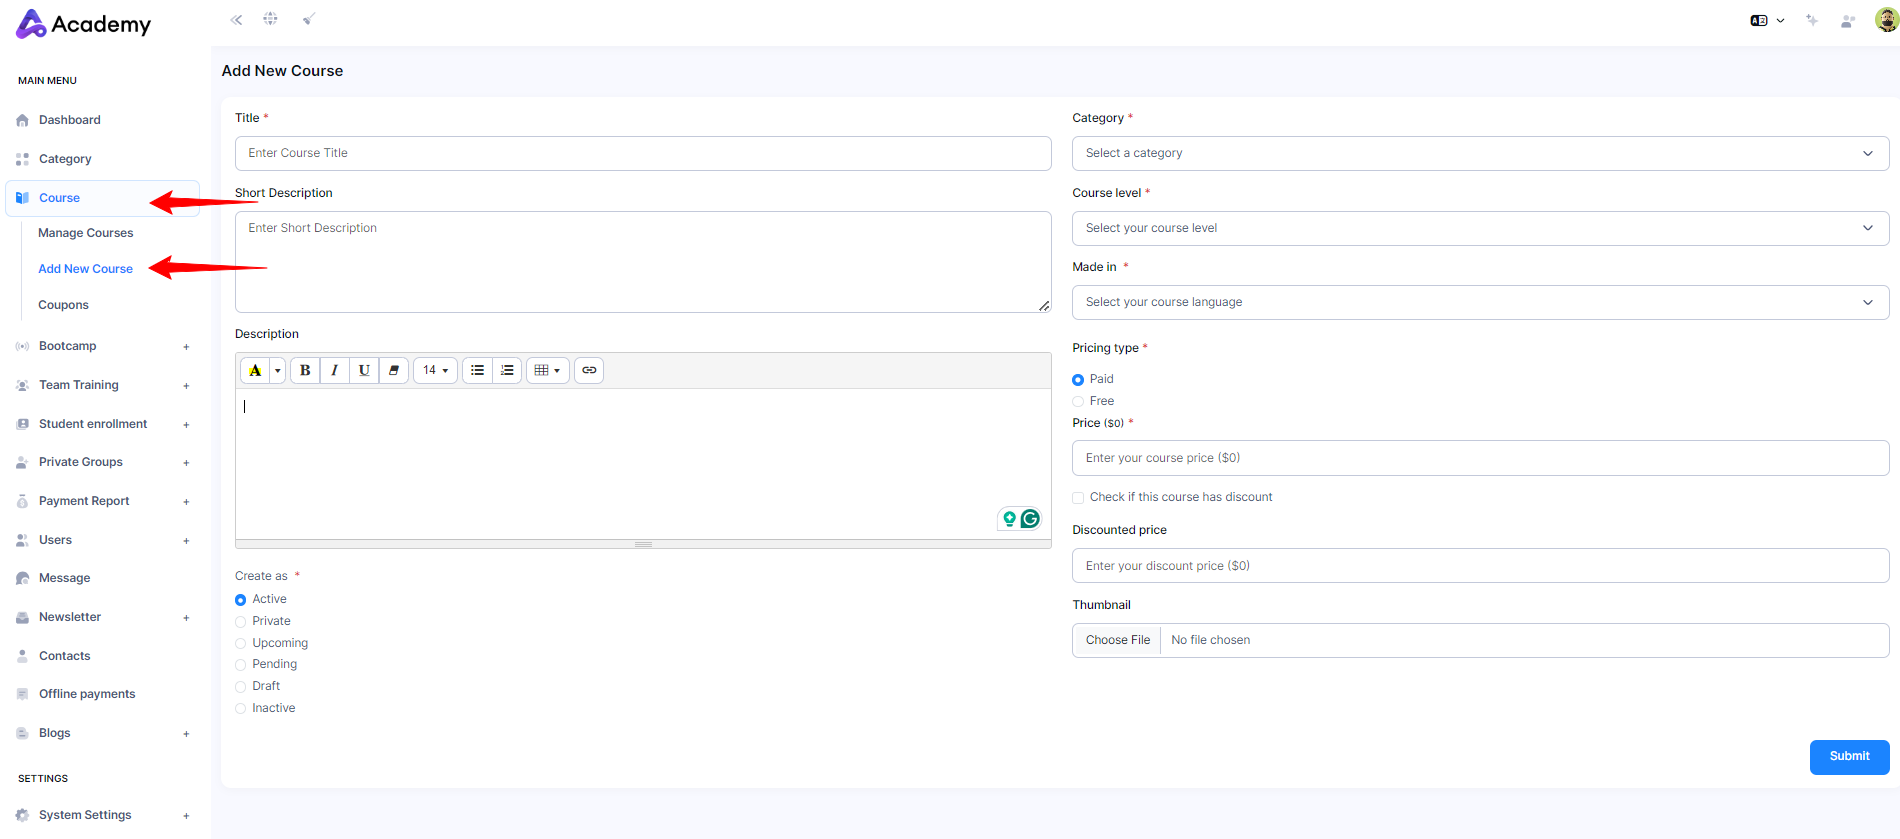 Academy
MAIN MENU
Dashboard
Category
Course
Manage Courses
Add New Course
Coupons
Bootcamp +
Team Training +
Student enrollment +
Private Groups +
Payment Report +
Users +
Message
Newsletter +
Contacts
Offline payments
Blogs +
SETTINGS
System Settings +
Add New Course
Title *
Enter Course Title
Short Description
Enter Short Description
Description
A B I U 14
Create as *
Active
Private
Upcoming
Pending
Draft
Inactive
Category *
Select a category
Course level *
Select your course level
Made in *
Select your course language
Pricing type *
Paid
Free
Price ($0) *
Enter your course price ($0)
Check if this course has discount
Discounted price
Enter your discount price ($0)
Thumbnail
Choose File No file chosen
Submit